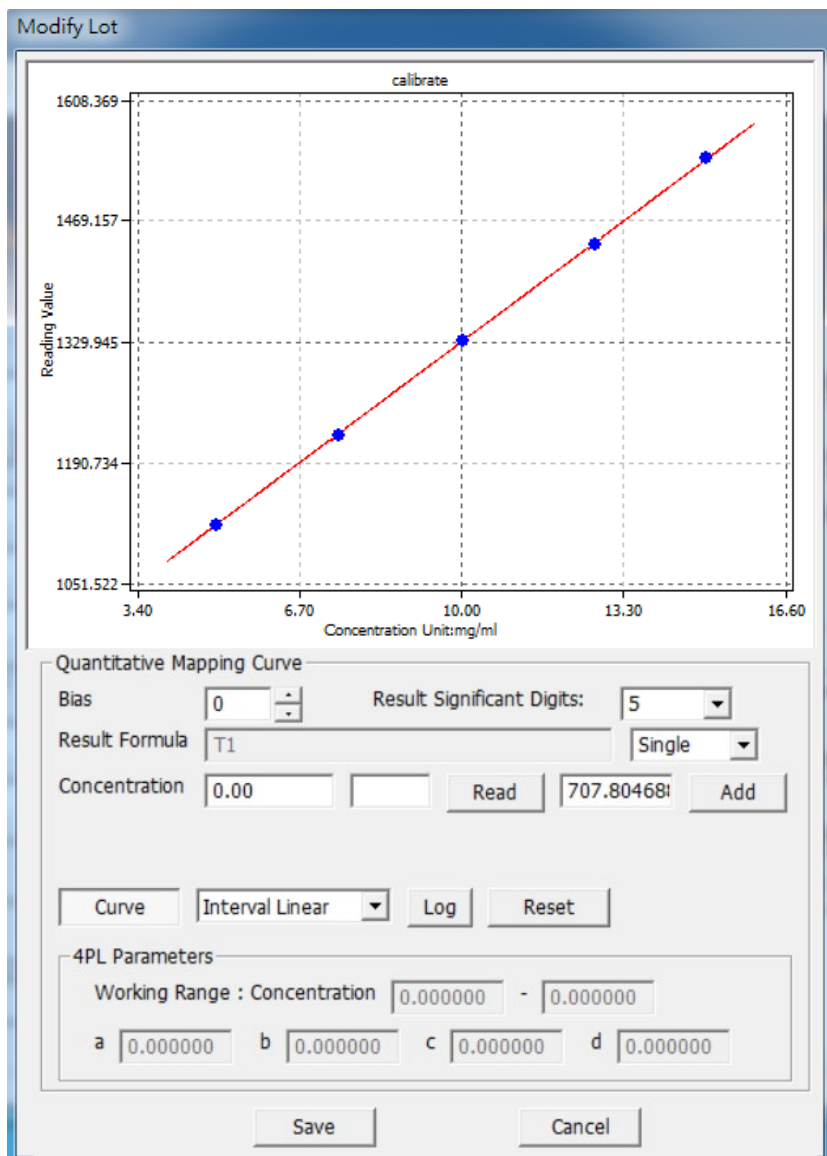 Modify Lot
calibrate
1608.369
1469.157
1329.945
1190.734
1051.522
Reading Value
3.40 6.70 10.00 13.30 16.60
Concentration Unit:mg/ml
Quantitative Mapping Curve
Bias 0 Result Significant Digits: 5
Result Formula T1 Single
Concentration 0.00 Read 707.80468 Add
Curve Interval Linear Log Reset
4PL Parameters
Working Range : Concentration 0.000000 - 0.000000
a 0.000000 b 0.000000 c 0.000000 d 0.000000
Save Cancel